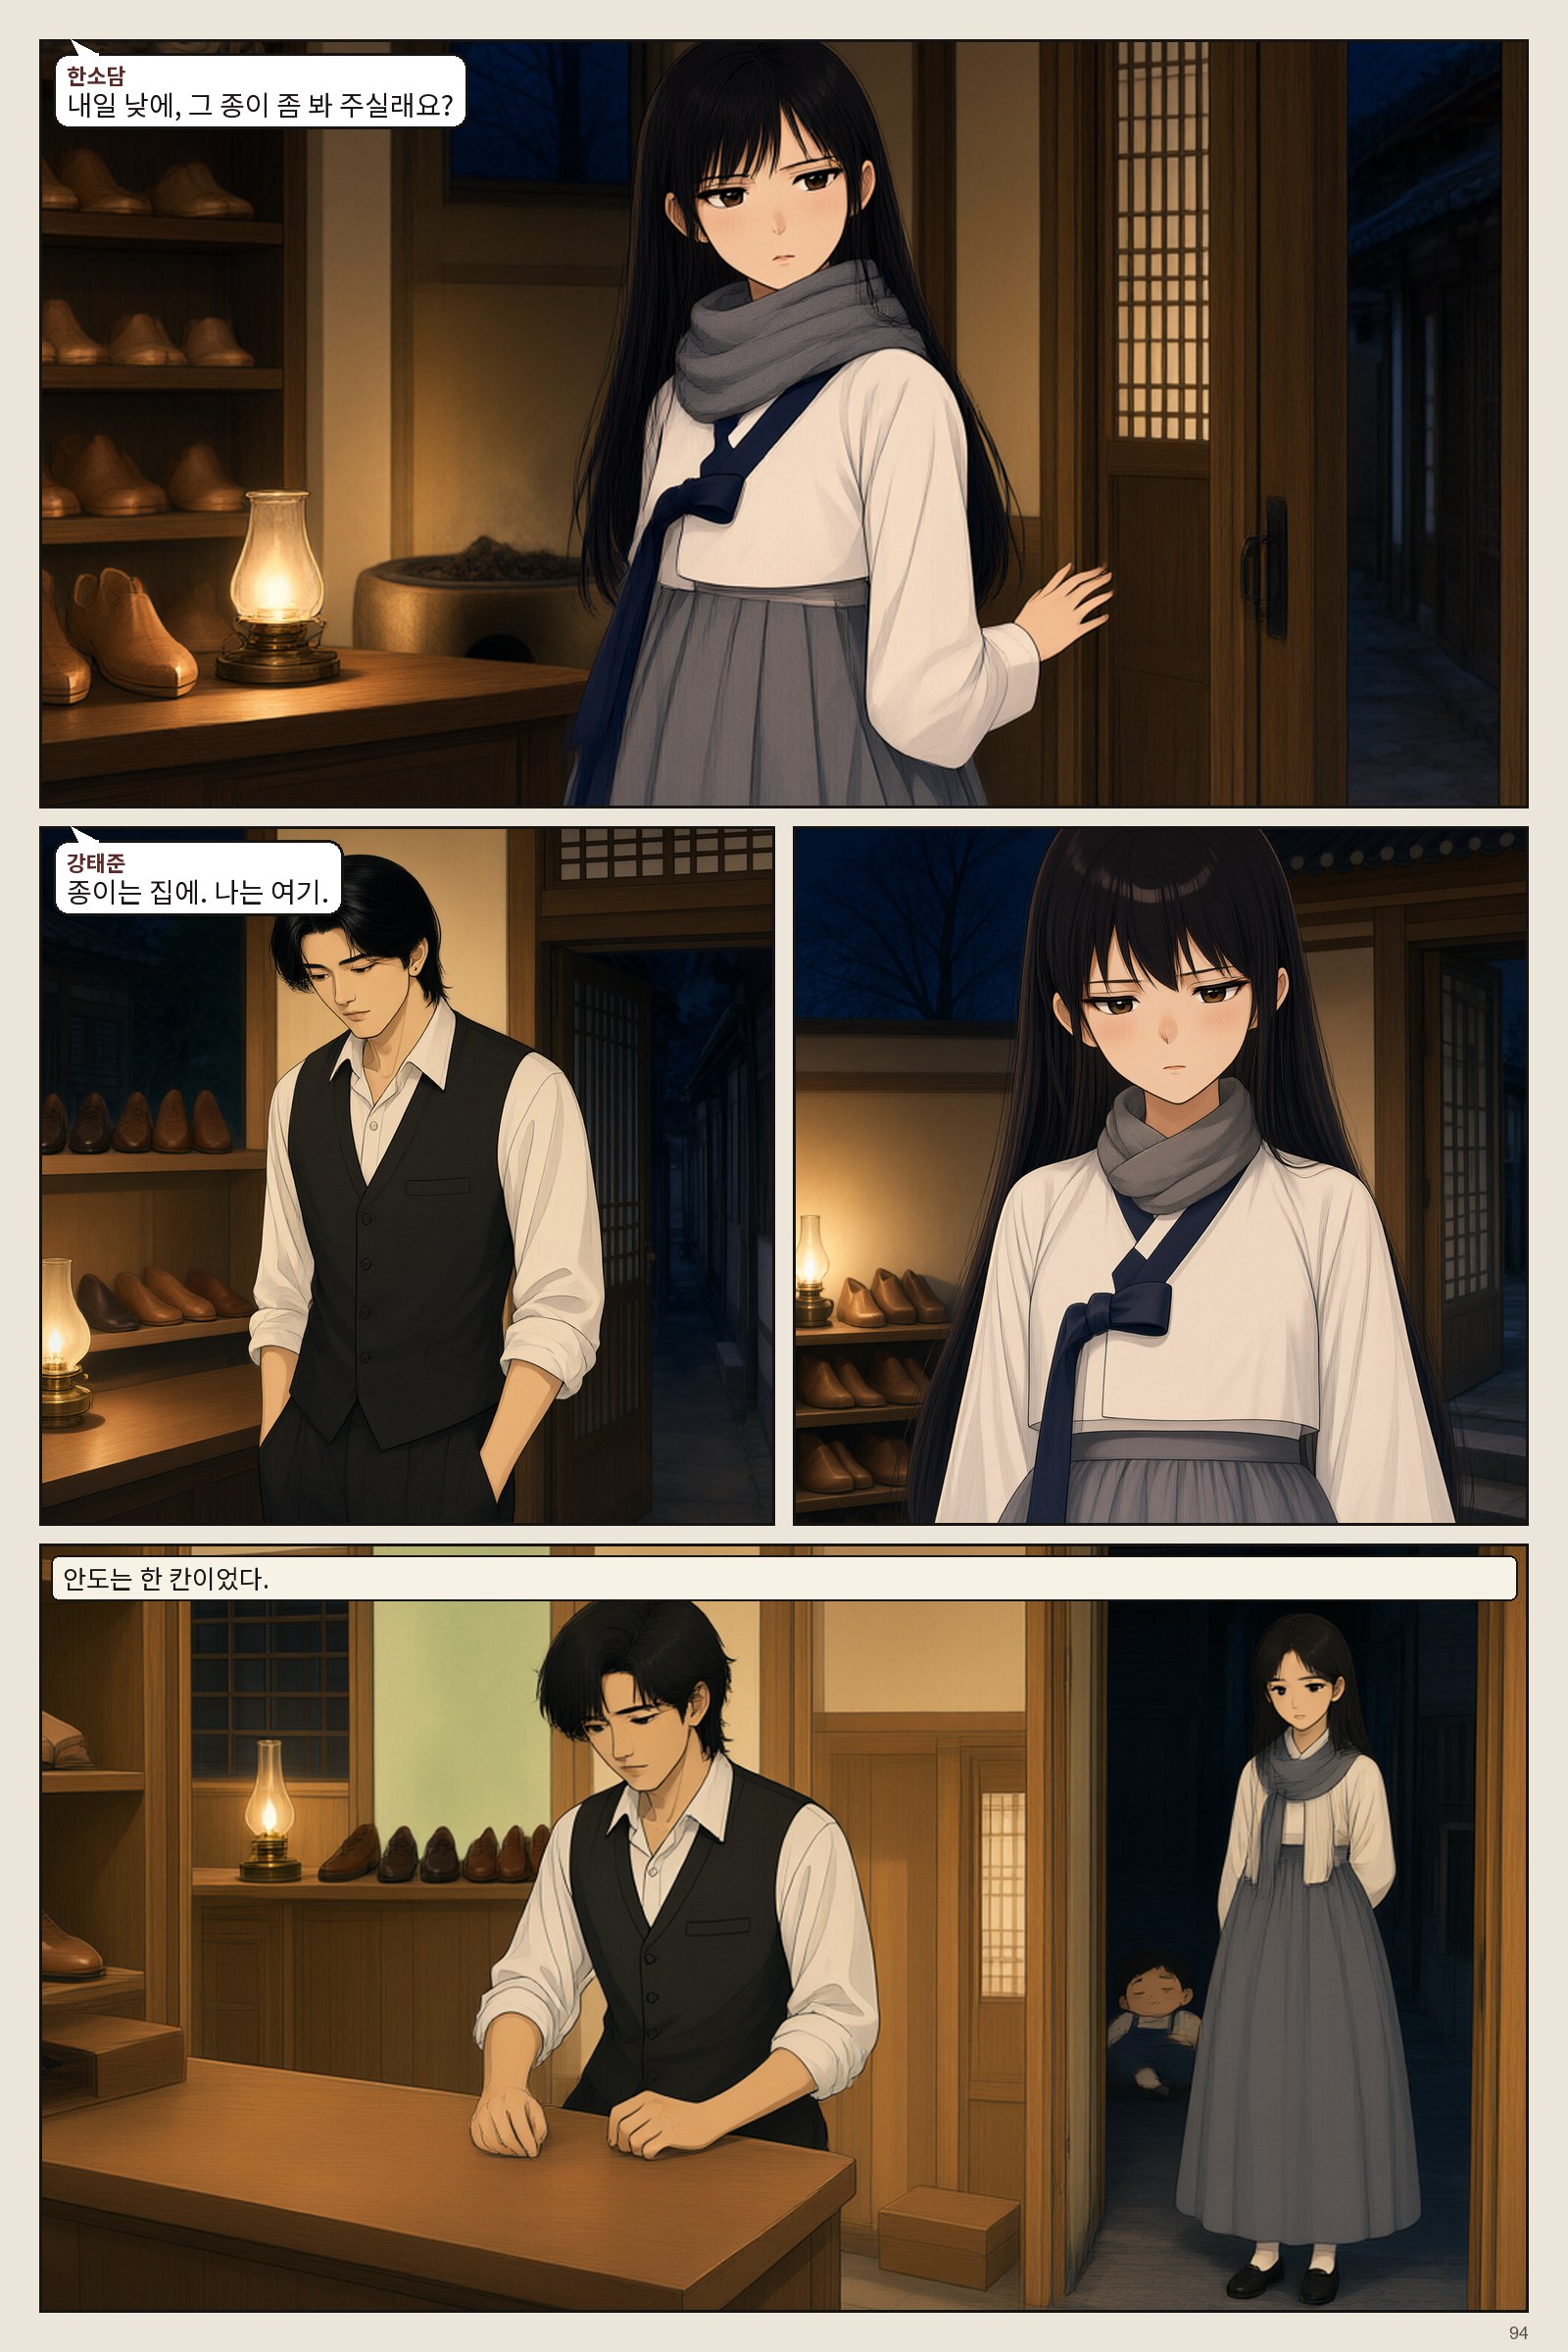 한소담
내일 낮에, 그 종이 좀 봐 주실래요?
강태준
종이는 집에. 나는 여기.
안도는 한 칸이었다.
94